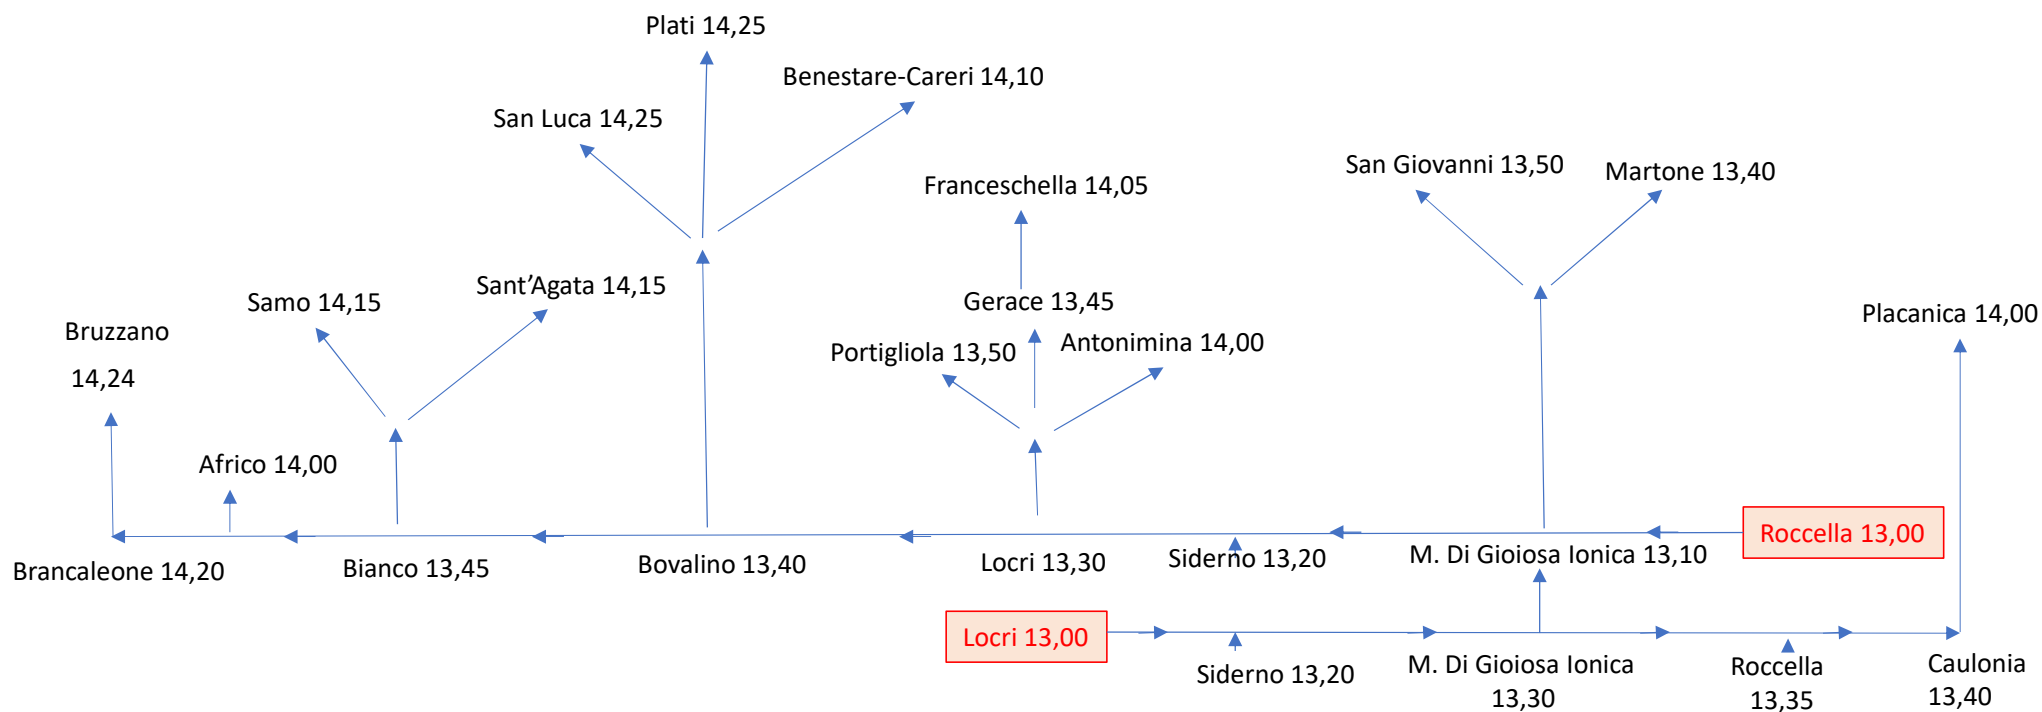 Plati 14,25
Benestare-Careri 14,10
San Luca 14,25
San Giovanni 13,50
Martone 13,40
Franceschella 14,05
Sant’Agata 14,15
Samo 14,15
Gerace 13,45
Placanica 14,00
Bruzzano
14,24
Portigliola 13,50
Antonimina 14,00
Africo 14,00
Roccella 13,00
Brancaleone 14,20
Bianco 13,45
Bovalino 13,40
Locri 13,30
Siderno 13,20
M. Di Gioiosa Ionica 13,10
Locri 13,00
Siderno 13,20
M. Di Gioiosa Ionica
13,30
Roccella
13,35
Caulonia
13,40